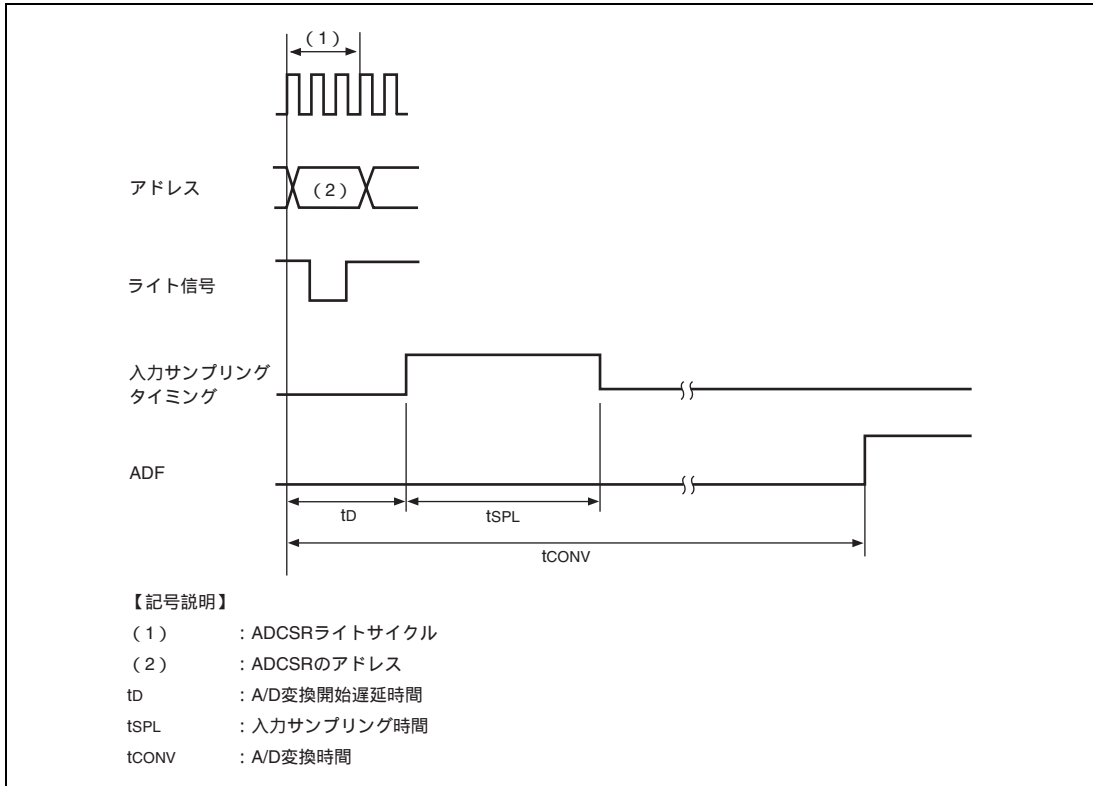 （1）
アドレス
（2）
ライト信号
入力サンプリング
タイミング
ADF
tD
tSPL
tCONV
【記号説明】
（1） ：ADCSRライトサイクル
（2） ：ADCSRのアドレス
tD ：A/D変換開始遅延時間
tSPL ：入力サンプリング時間
tCONV ：A/D変換時間